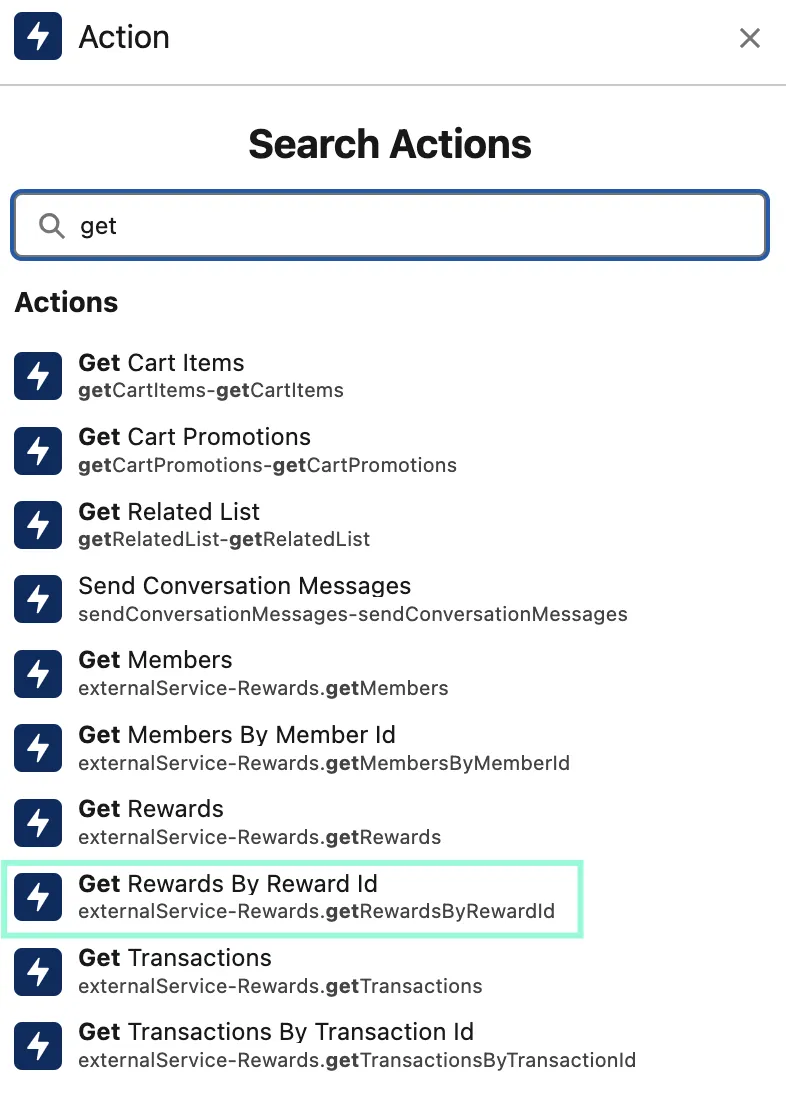 Action
Search Actions
get
Actions
Get Cart Items
getCartItems-getCartItems
Get Cart Promotions
getCartPromotions-getCartPromotions
Get Related List
getRelatedList-getRelatedList
Send Conversation Messages
sendConversationMessages-sendConversationMessages
Get Members
externalService-Rewards.getMembers
Get Members By Member Id
externalService-Rewards.getMembersByMemberId
Get Rewards
externalService-Rewards.getRewards
Get Rewards By Reward Id
externalService-Rewards.getRewardsByRewardId
Get Transactions
externalService-Rewards.getTransactions
Get Transactions By Transaction Id
externalService-Rewards.getTransactionsByTransactionId